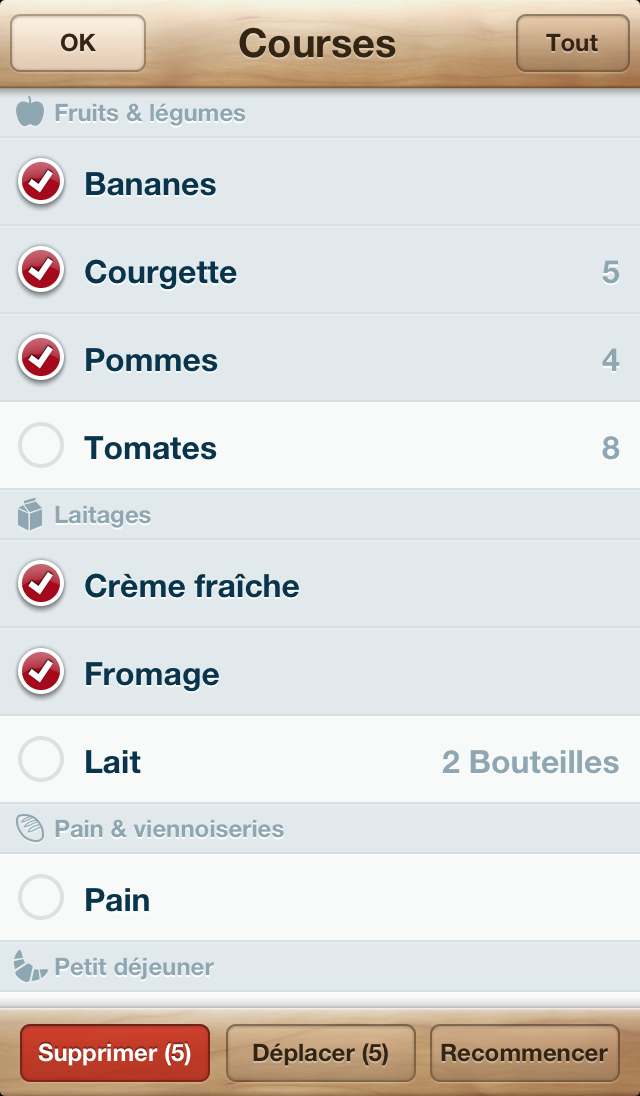 OK Courses Tout
Fruits & légumes
Bananes
Courgette 5
Pommes 4
Tomates 8
Laitages
Crème fraîche
Fromage
Lait 2 Bouteilles
Pain & viennoiseries
Pain
Petit déjeuner
Supprimer (5) Déplacer (5) Recommencer